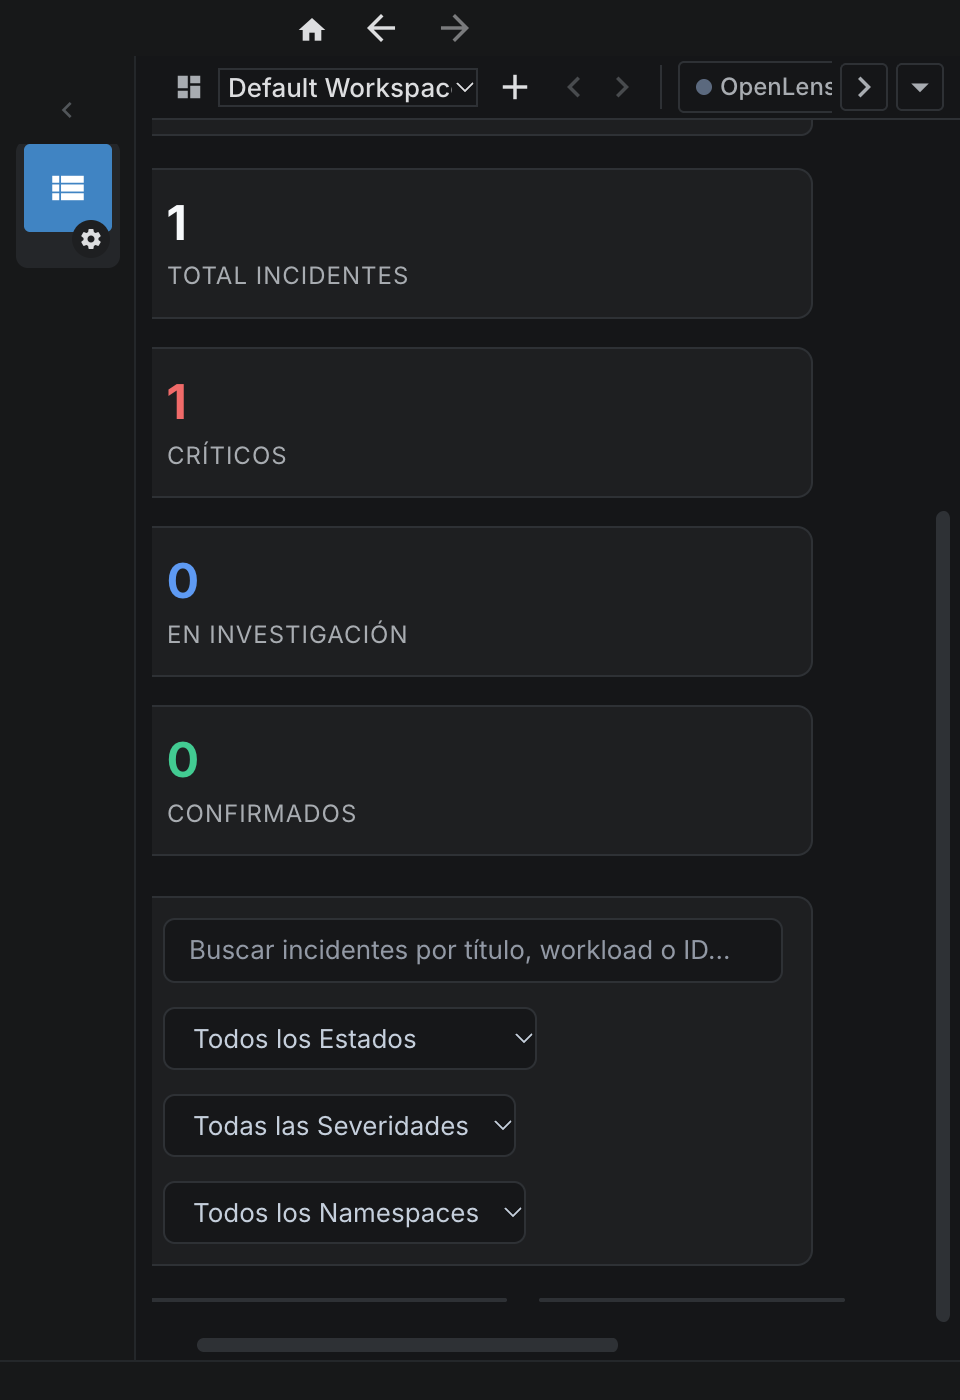 Default Workspac
OpenLens
1
TOTAL INCIDENTES
1
CRÍTICOS
0
EN INVESTIGACIÓN
0
CONFIRMADOS
Buscar incidentes por título, workload o ID...
Todos los Estados
Todas las Severidades
Todos los Namespaces